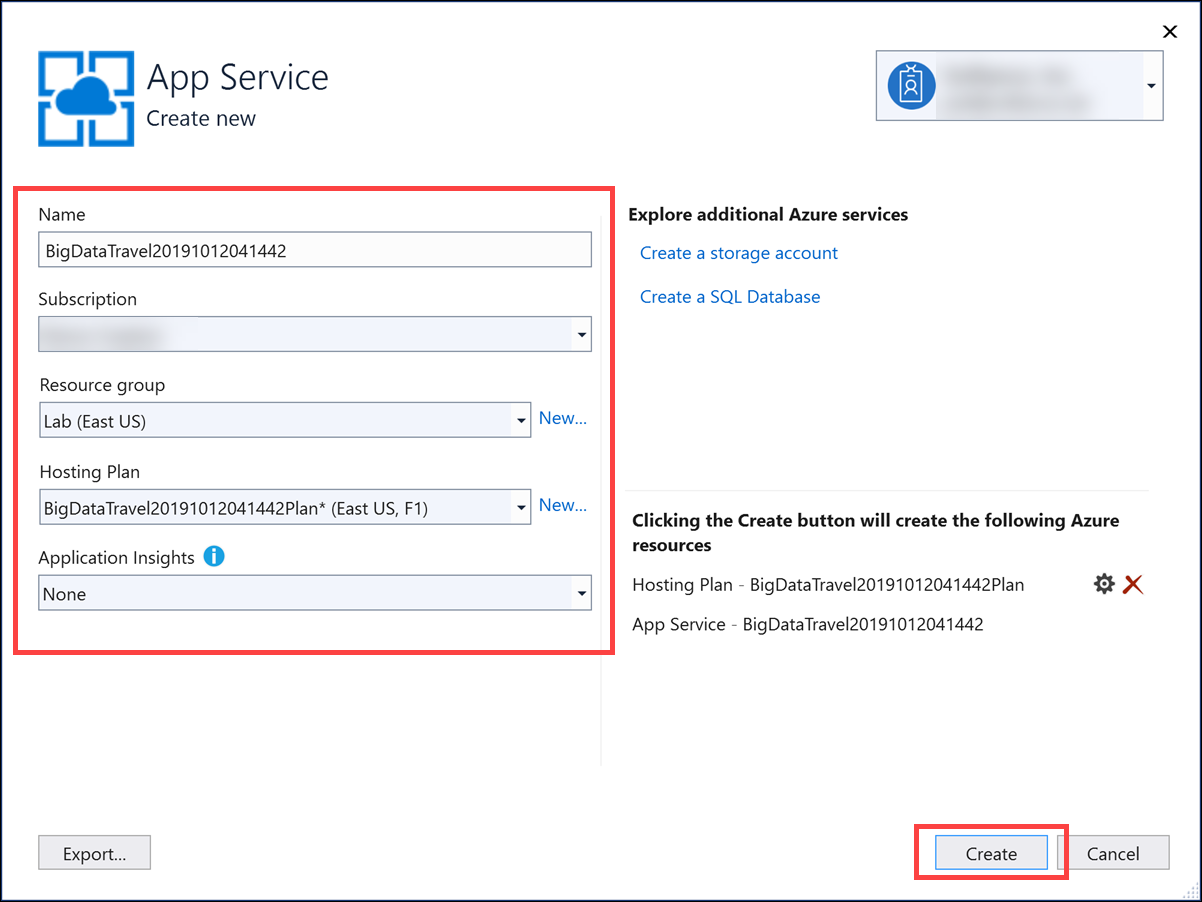 App Service
Create new
Name
BigDataTravel20191012041442
Subscription
Resource group
Lab (East US)
New...
Hosting Plan
BigDataTravel20191012041442Plan* (East US, F1)
New...
Application Insights
None
Explore additional Azure services
Create a storage account
Create a SQL Database
Clicking the Create button will create the following Azure
resources
Hosting Plan - BigDataTravel20191012041442Plan
App Service - BigDataTravel20191012041442
Export...
Create
Cancel